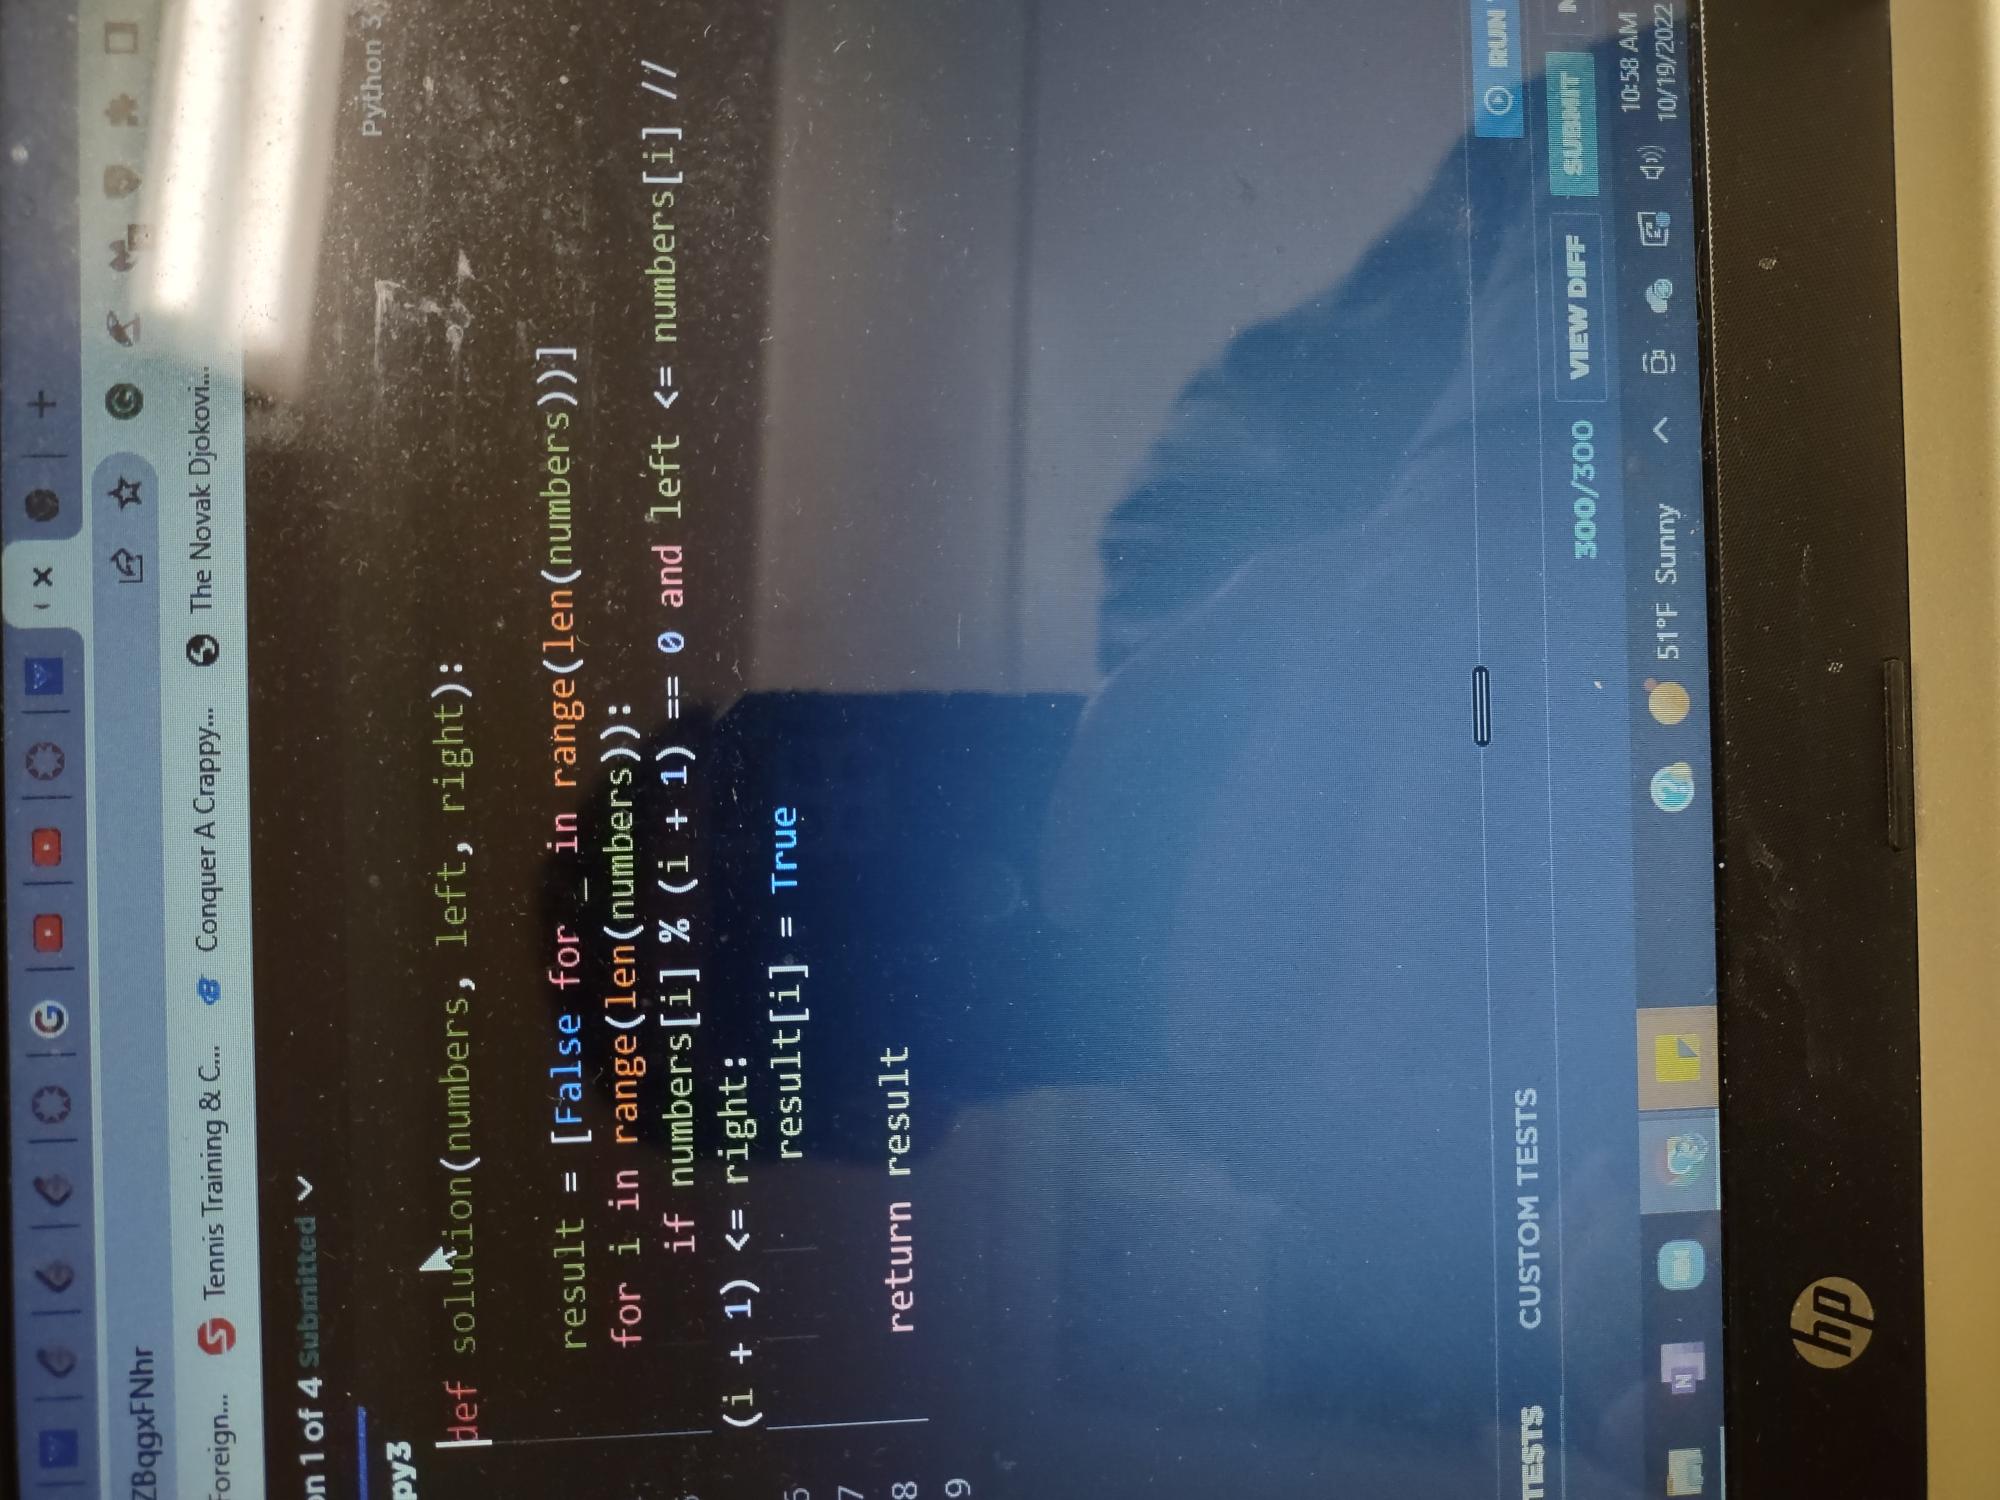 ZBqgxFNhr
Foreign... Tennis Training & C... Conquer A Crappy... The Novak Djokovi...
on 1 of 4 Submitted
py3 Python 3
def solution(numbers, left, right):
result = [False for _ in range(len(numbers))]
for i in range(len(numbers)):
if numbers[i] % (i + 1) == 0 and left <= numbers[i] //
(i + 1) <= right:
6 result[i] = True
7
8 return result
9
TESTS CUSTOM TESTS RUN
300/300 VIEW DIFF SUBMIT N
51°F Sunny 10:58 AM
10/19/2022
hp